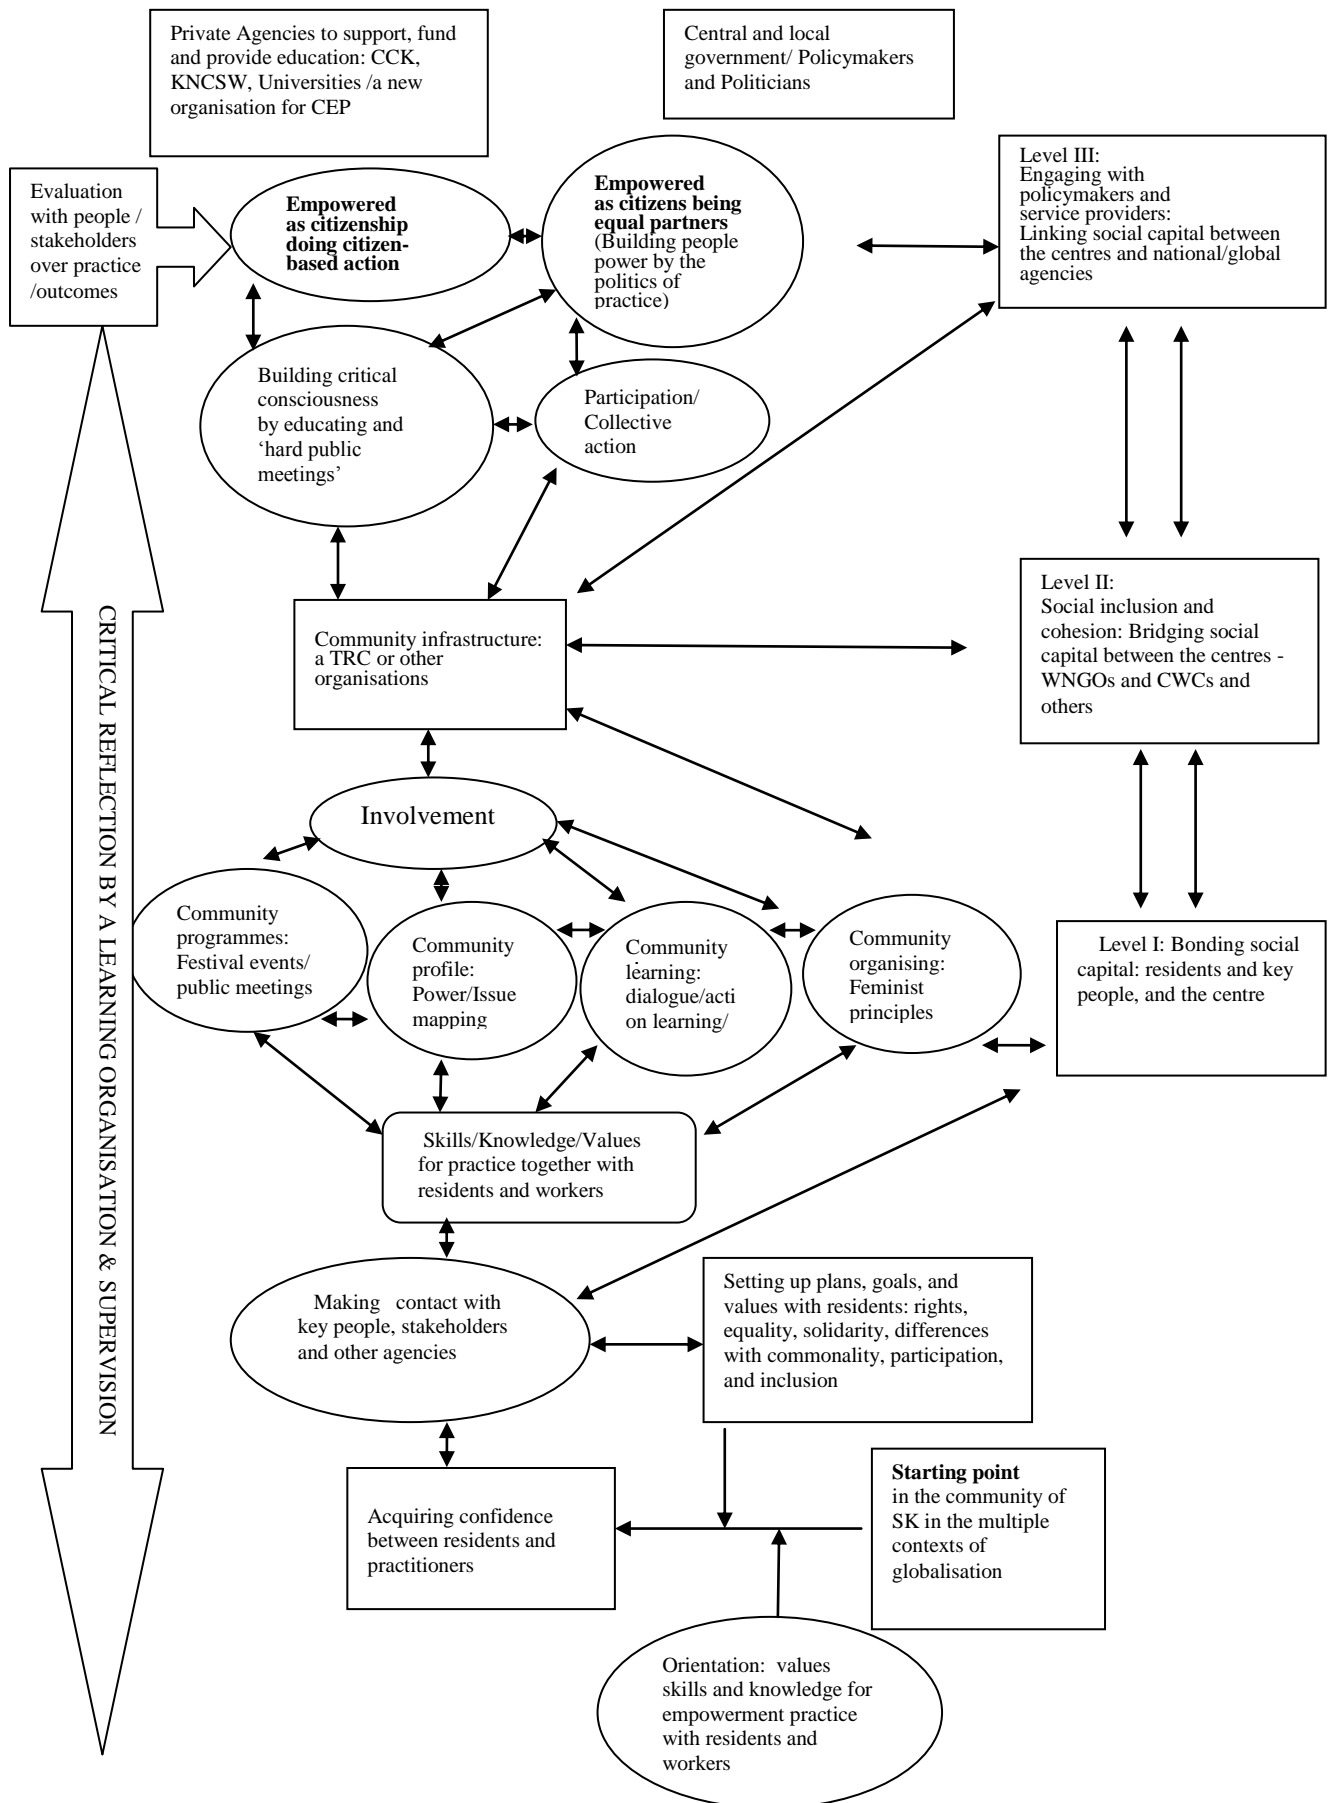 Private Agencies to support, fund
and provide education: CCK,
KNCSW, Universities /a new
organisation for CEP
Central and local
government/ Policymakers
and Politicians
Evaluation
with people /
stakeholders
over practice
/outcomes
Empowered
as citizenship
doing citizen-
based action
Empowered
as citizens being
equal partners
(Building people
power by the
politics of
practice)
Level III:
Engaging with
policymakers and
service providers:
Linking social capital between
the centres and national/global
agencies
Building critical
consciousness
by educating and
‘hard public
meetings’
Participation/
Collective
action
Community infrastructure:
a TRC or other
organisations
Level II:
Social inclusion and
cohesion: Bridging social
capital between the centres -
WNGOs and CWCs and
others
CRITICAL REFLECTION BY A LEARNING ORGANISATION & SUPERVISION
Involvement
Community
programmes:
Festival events/
public meetings
Community
profile:
Power/Issue
mapping
Community
learning:
dialogue/acti
on learning/
Community
organising:
Feminist
principles
Level I: Bonding social
capital: residents and key
people, and the centre
Skills/Knowledge/Values
for practice together with
residents and workers
Making contact with
key people, stakeholders
and other agencies
Setting up plans, goals, and
values with residents: rights,
equality, solidarity, differences
with commonality, participation,
and inclusion
Acquiring confidence
between residents and
practitioners
Starting point
in the community of
SK in the multiple
contexts of
globalisation
Orientation: values
skills and knowledge for
empowerment practice
with residents and
workers